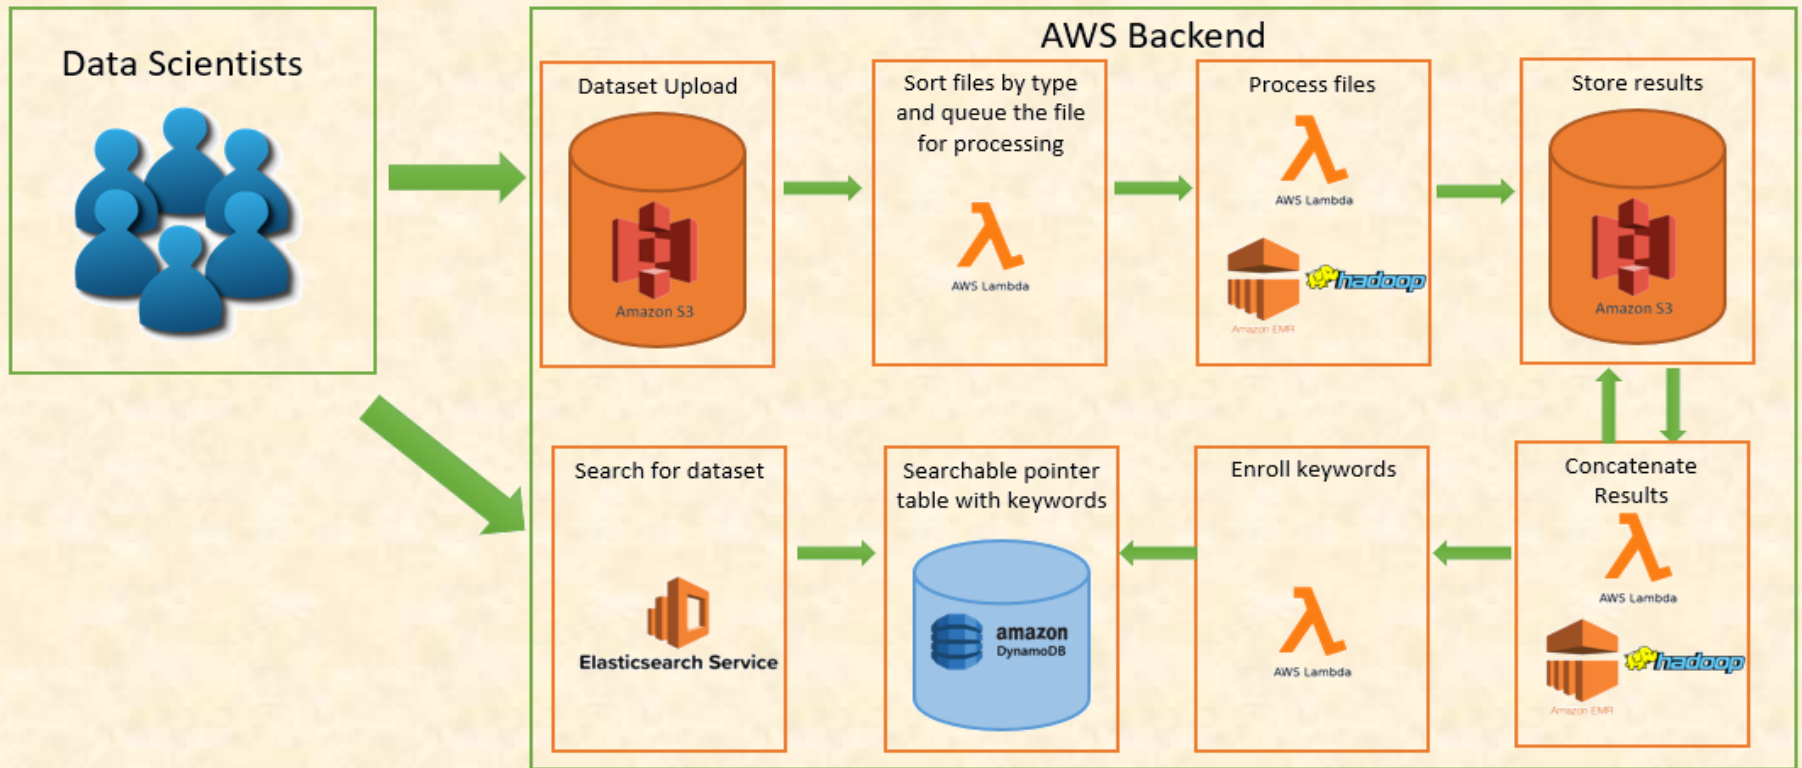 Data Scientists
AWS Backend
Dataset Upload
Amazon S3
Sort files by type
and queue the file
for processing
AWS Lambda
Process files
AWS Lambda
hadoop
Amazon EMR
Store results
Amazon S3
Search for dataset
Elasticsearch Service
Searchable pointer
table with keywords
amazon
DynamoDB
Enroll keywords
AWS Lambda
Concatenate
Results
AWS Lambda
hadoop
Amazon EMR